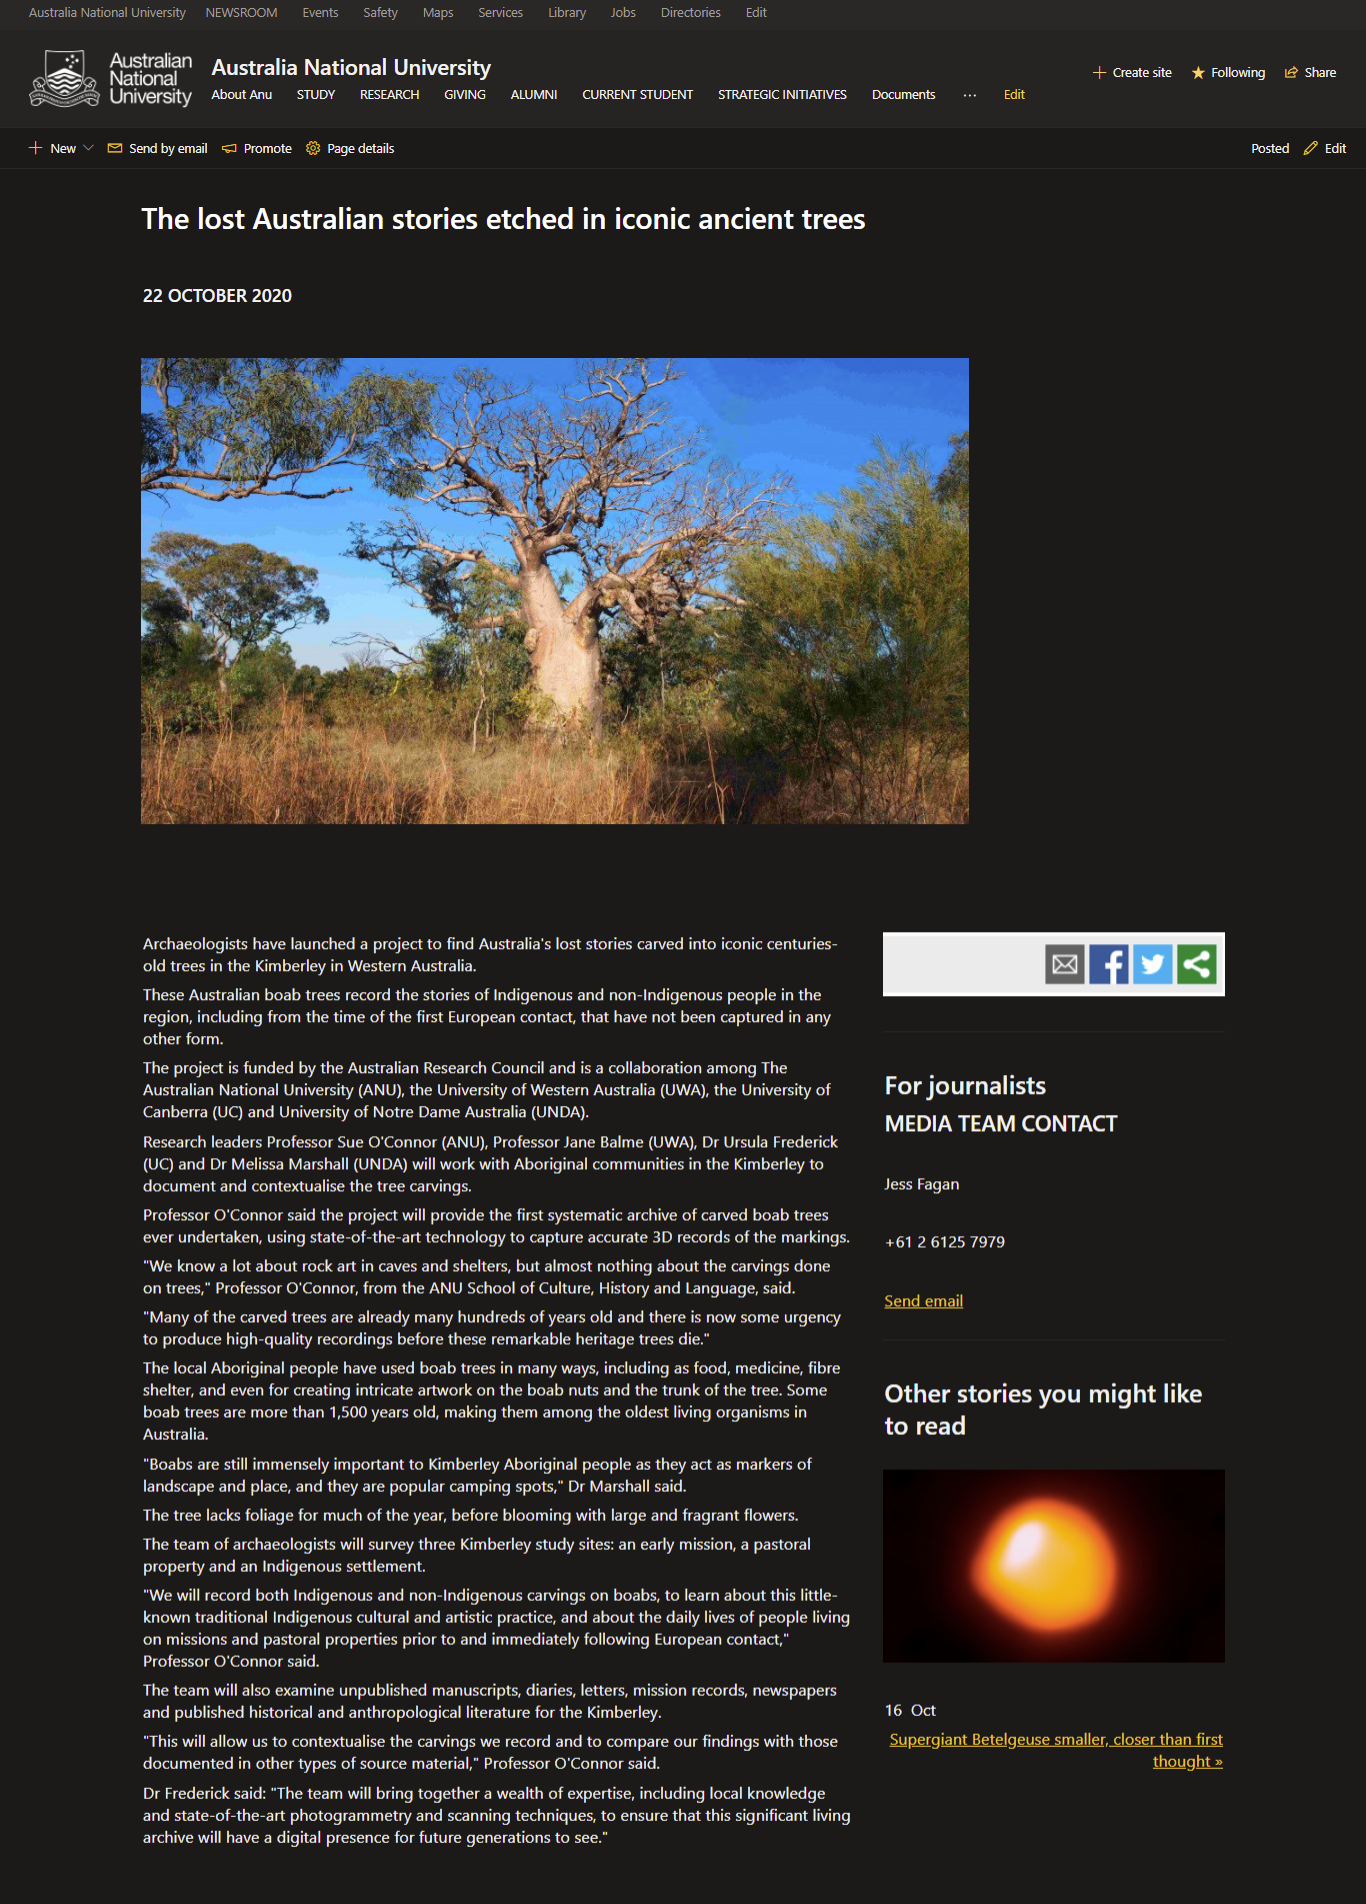 Australia National University NEWSROOM Events Safety Maps Services Library Jobs Directories Edit
Australian
National
University
Australia National University
About Anu STUDY RESEARCH GIVING ALUMNI CURRENT STUDENT STRATEGIC INITIATIVES Documents ... Edit
Create site Following Share
New Send by email Promote Page details
Posted Edit
The lost Australian stories etched in iconic ancient trees
22 OCTOBER 2020
Archaeologists have launched a project to find Australia's lost stories carved into iconic centuries-
old trees in the Kimberley in Western Australia.
These Australian boab trees record the stories of Indigenous and non-Indigenous people in the
region, including from the time of the first European contact, that have not been captured in any
other form.
The project is funded by the Australian Research Council and is a collaboration among The
Australian National University (ANU), the University of Western Australia (UWA), the University of
Canberra (UC) and University of Notre Dame Australia (UNDA).
Research leaders Professor Sue O'Connor (ANU), Professor Jane Balme (UWA), Dr Ursula Frederick
(UC) and Dr Melissa Marshall (UNDA) will work with Aboriginal communities in the Kimberley to
document and contextualise the tree carvings.
Professor O'Connor said the project will provide the first systematic archive of carved boab trees
ever undertaken, using state-of-the-art technology to capture accurate 3D records of the markings.
"We know a lot about rock art in caves and shelters, but almost nothing about the carvings done
on trees," Professor O'Connor, from the ANU School of Culture, History and Language, said.
"Many of the carved trees are already many hundreds of years old and there is now some urgency
to produce high-quality recordings before these remarkable heritage trees die."
The local Aboriginal people have used boab trees in many ways, including as food, medicine, fibre
shelter, and even for creating intricate artwork on the boab nuts and the trunk of the tree. Some
boab trees are more than 1,500 years old, making them among the oldest living organisms in
Australia.
"Boabs are still immensely important to Kimberley Aboriginal people as they act as markers of
landscape and place, and they are popular camping spots," Dr Marshall said.
The tree lacks foliage for much of the year, before blooming with large and fragrant flowers.
The team of archaeologists will survey three Kimberley study sites: an early mission, a pastoral
property and an Indigenous settlement.
"We will record both Indigenous and non-Indigenous carvings on boabs, to learn about this little-
known traditional Indigenous cultural and artistic practice, and about the daily lives of people living
on missions and pastoral properties prior to and immediately following European contact,"
Professor O'Connor said.
The team will also examine unpublished manuscripts, diaries, letters, mission records, newspapers
and published historical and anthropological literature for the Kimberley.
"This will allow us to contextualise the carvings we record and to compare our findings with those
documented in other types of source material," Professor O'Connor said.
Dr Frederick said: "The team will bring together a wealth of expertise, including local knowledge
and state-of-the-art photogrammetry and scanning techniques, to ensure that this significant living
archive will have a digital presence for future generations to see."
For journalists
MEDIA TEAM CONTACT
Jess Fagan
+61 2 6125 7979
Send email
Other stories you might like
to read
16 Oct
Supergiant Betelgeuse smaller, closer than first
thought »